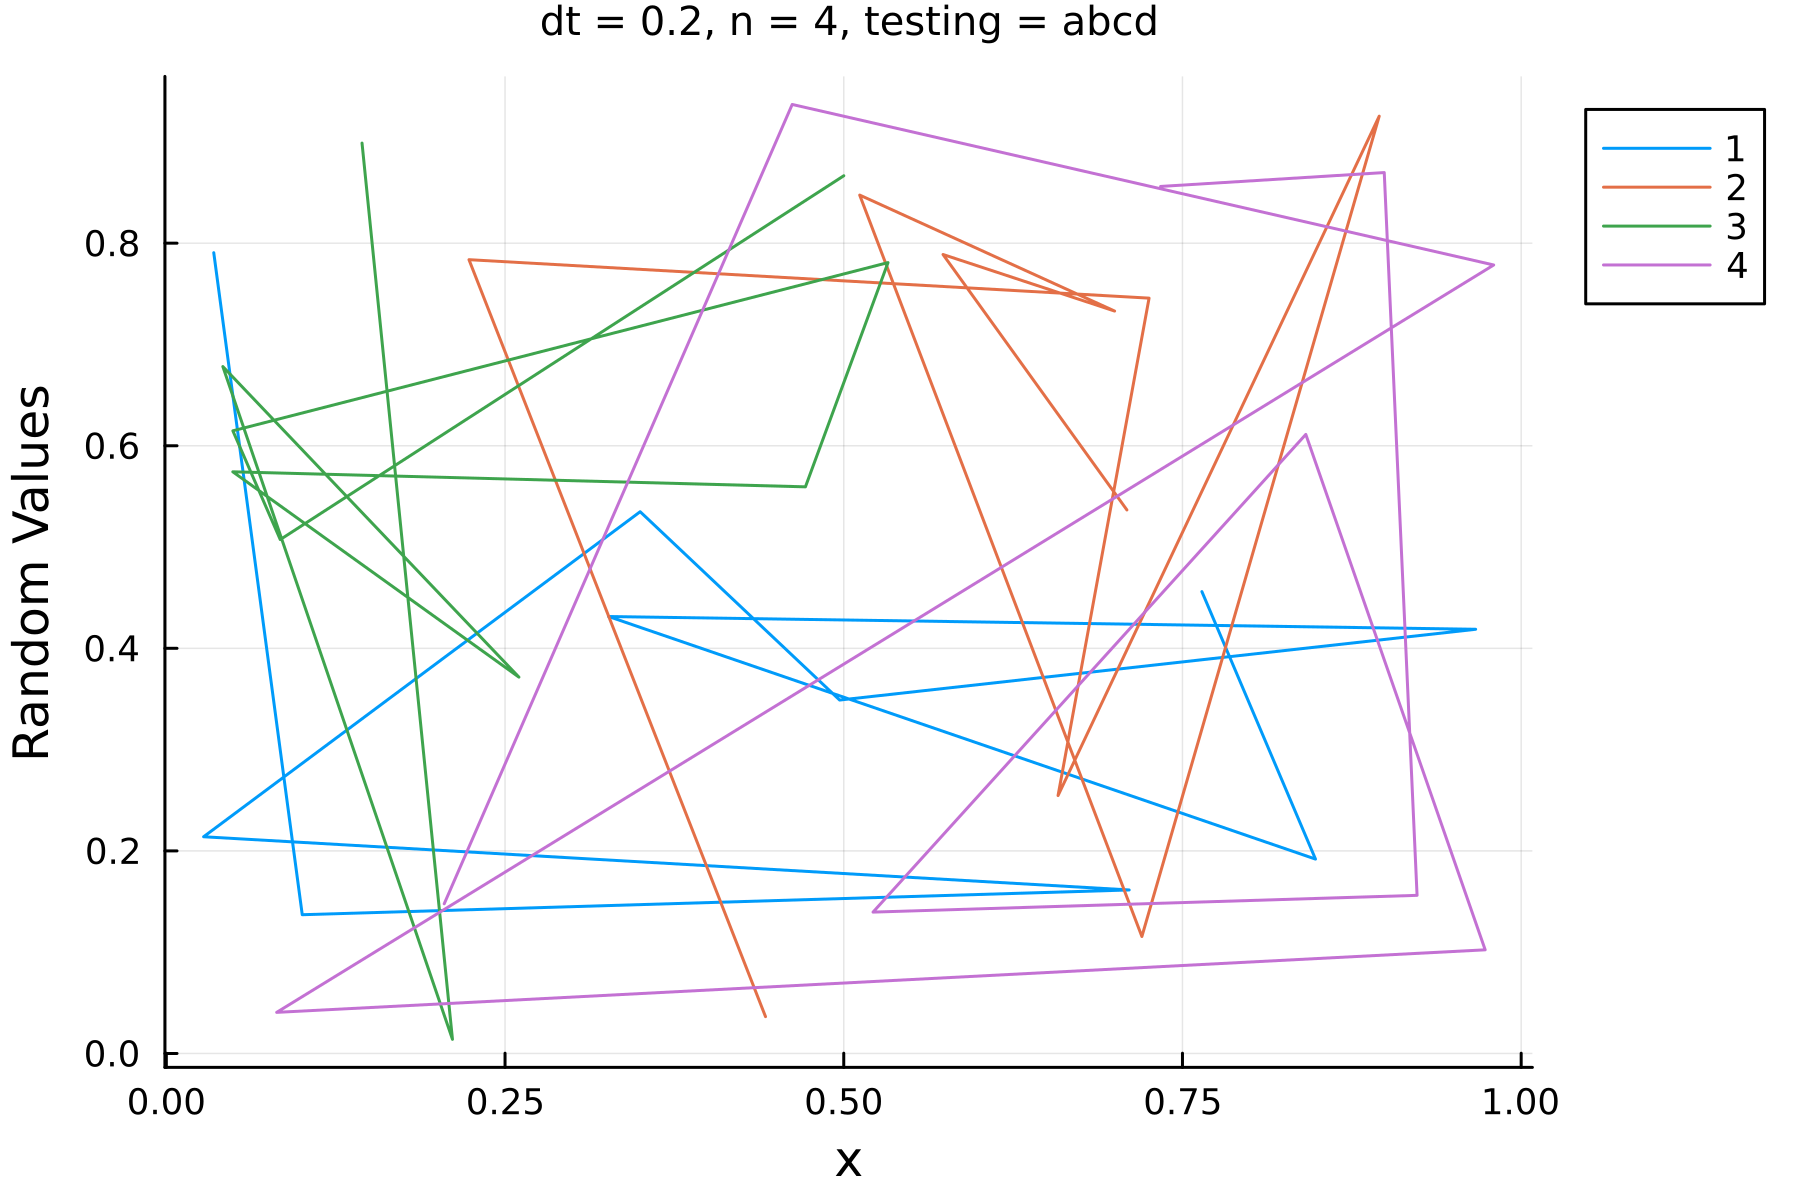 dt = 0.2, n = 4, testing = abcd
1
2
3
4
Random Values
0.8
0.6
0.4
0.2
0.0
0.00 0.25 0.50 0.75 1.00
x